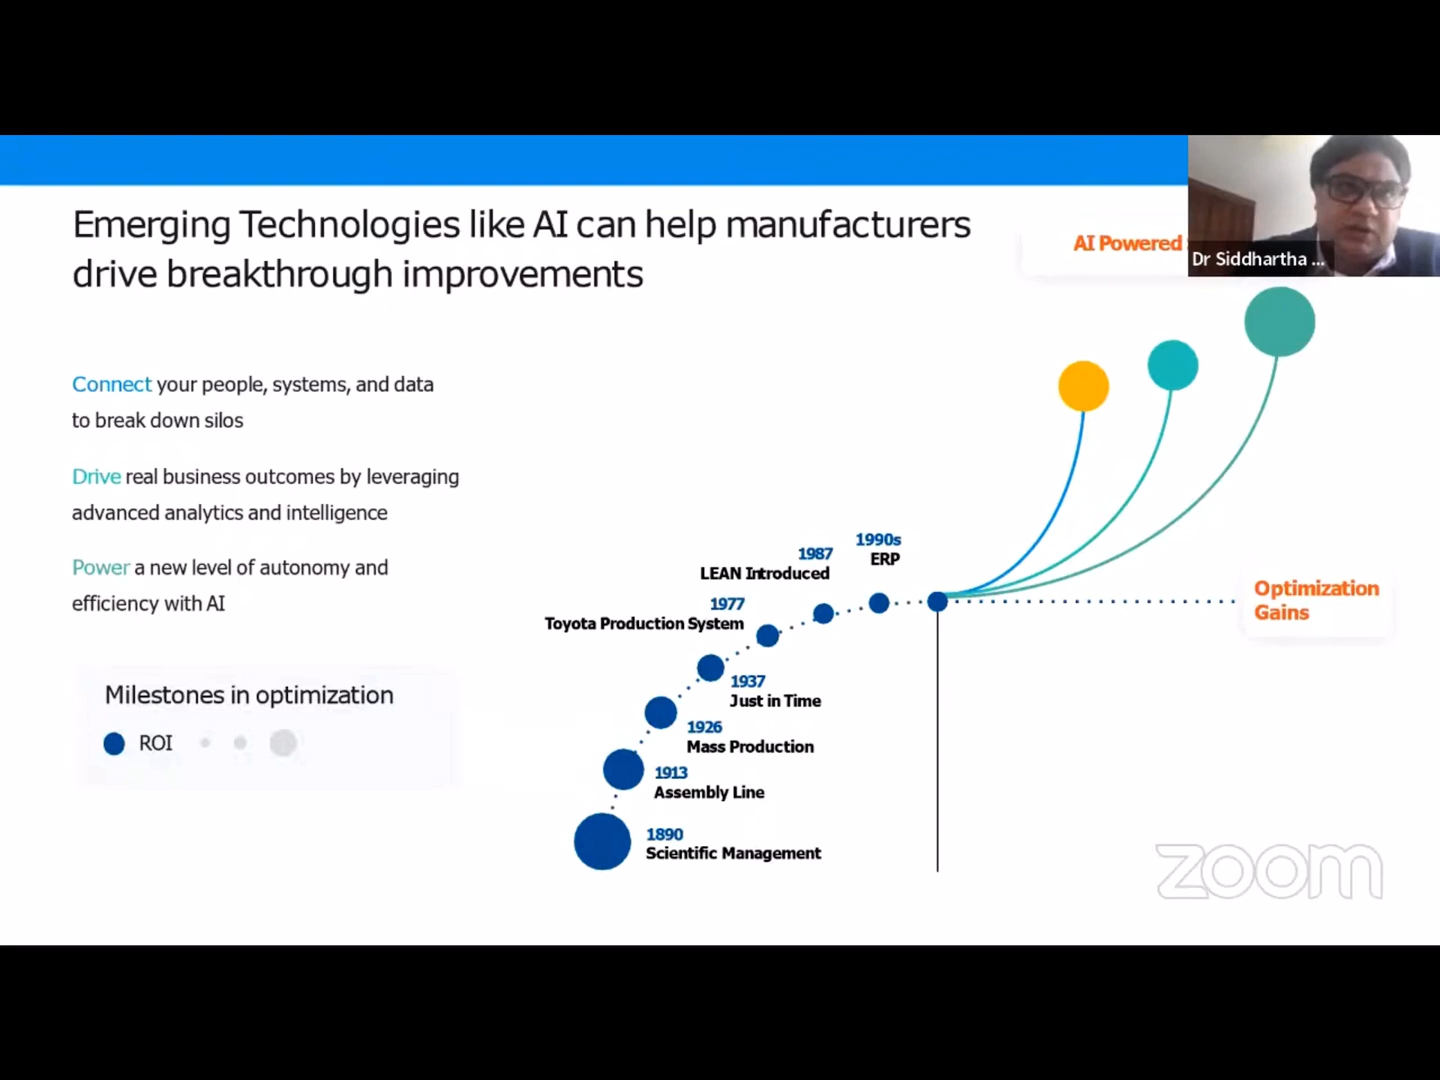 Emerging Technologies like AI can help manufacturers
drive breakthrough improvements
AI Powered
Dr Siddhartha ...
Connect your people, systems, and data
to break down silos
Drive real business outcomes by leveraging
advanced analytics and intelligence
Power a new level of autonomy and
efficiency with AI
Milestones in optimization
ROI
1990s
ERP
1987
LEAN Introduced
1977
Toyota Production System
1937
Just in Time
1926
Mass Production
1913
Assembly Line
1890
Scientific Management
Optimization
Gains
zoom